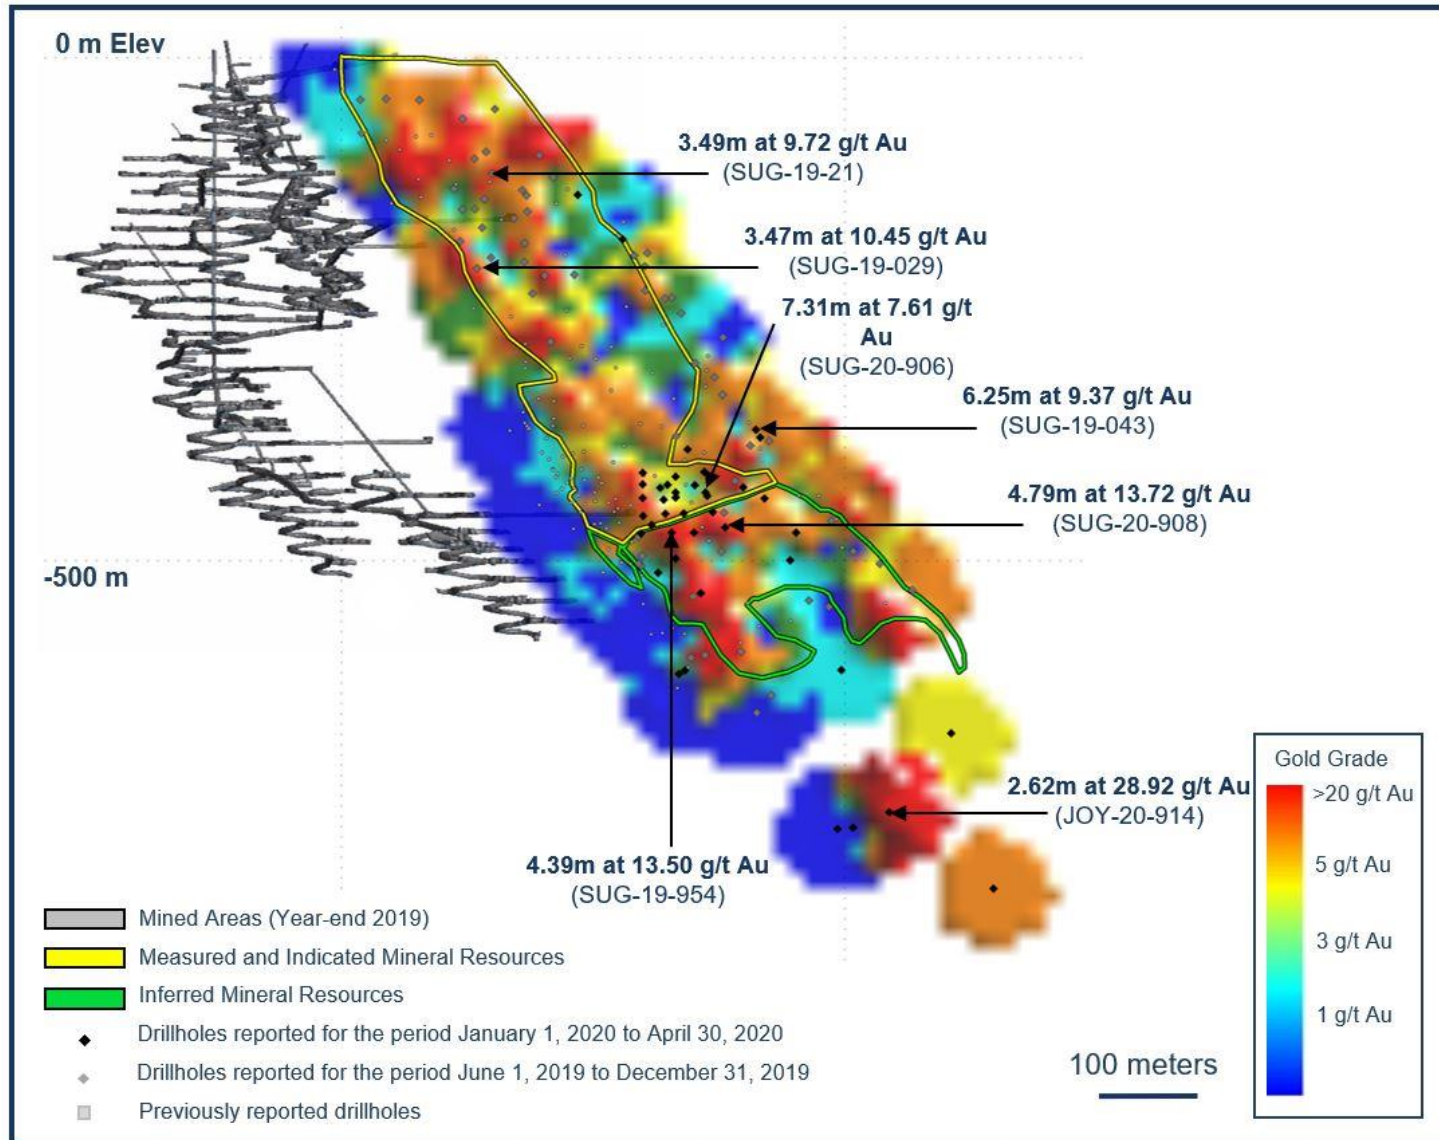 0 m Elev
3.49m at 9.72 g/t Au
(SUG-19-21)
3.47m at 10.45 g/t Au
(SUG-19-029)
7.31m at 7.61 g/t
Au
(SUG-20-906)
6.25m at 9.37 g/t Au
(SUG-19-043)
4.79m at 13.72 g/t Au
(SUG-20-908)
-500 m
2.62m at 28.92 g/t Au
(JOY-20-914)
4.39m at 13.50 g/t Au
(SUG-19-954)
Gold Grade
>20 g/t Au
5 g/t Au
3 g/t Au
1 g/t Au
Mined Areas (Year-end 2019)
Measured and Indicated Mineral Resources
Inferred Mineral Resources
Drillholes reported for the period January 1, 2020 to April 30, 2020
Drillholes reported for the period June 1, 2019 to December 31, 2019
Previously reported drillholes
100 meters